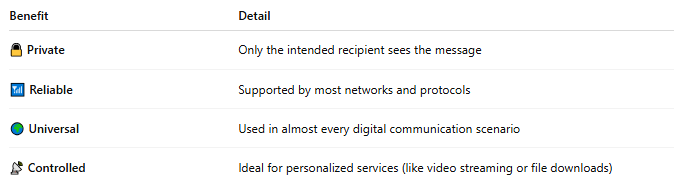 Benefit Detail
🔒 Private Only the intended recipient sees the message
📶 Reliable Supported by most networks and protocols
🌍 Universal Used in almost every digital communication scenario
📡 Controlled Ideal for personalized services (like video streaming or file downloads)